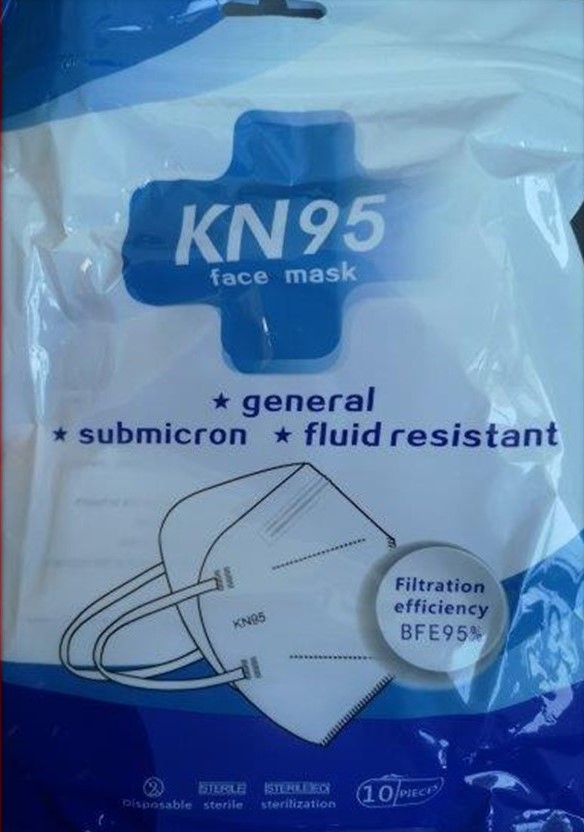 KN95
face mask
★ general
★ submicron ★ fluid resistant
KN95
Filtration
efficiency
BFE95%
2
STERILE
STERILE EO
Disposable
sterile
sterilization
10 PIECES